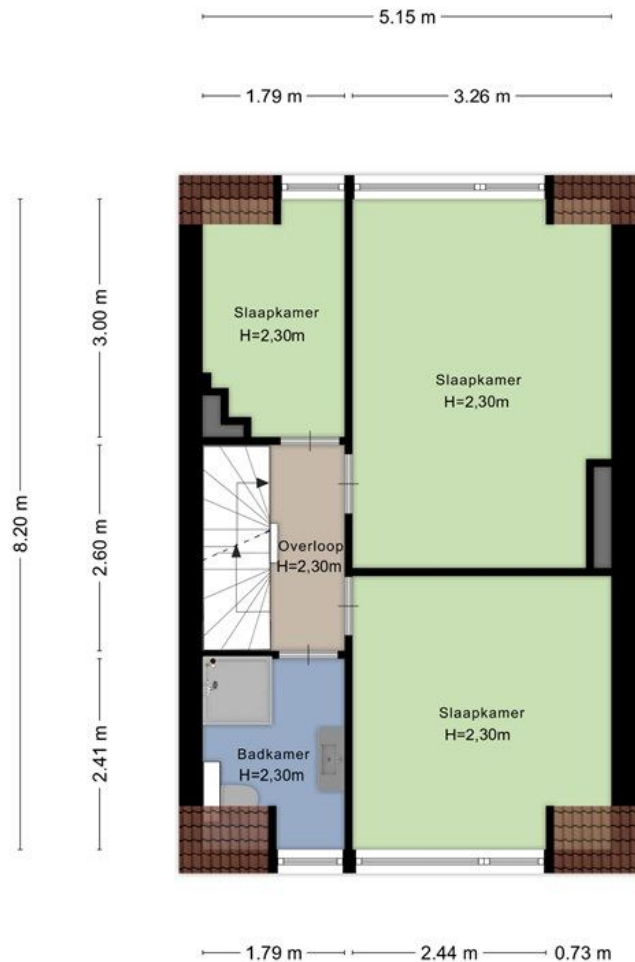 5.15 m
1.79 m
3.26 m
8.20 m
3.00 m
2.60 m
2.41 m
Slaapkamer
H=2,30m
Slaapkamer
H=2,30m
Overloop
H=2,30m
Slaapkamer
H=2,30m
Badkamer
H=2,30m
1.79 m
2.44 m
0.73 m